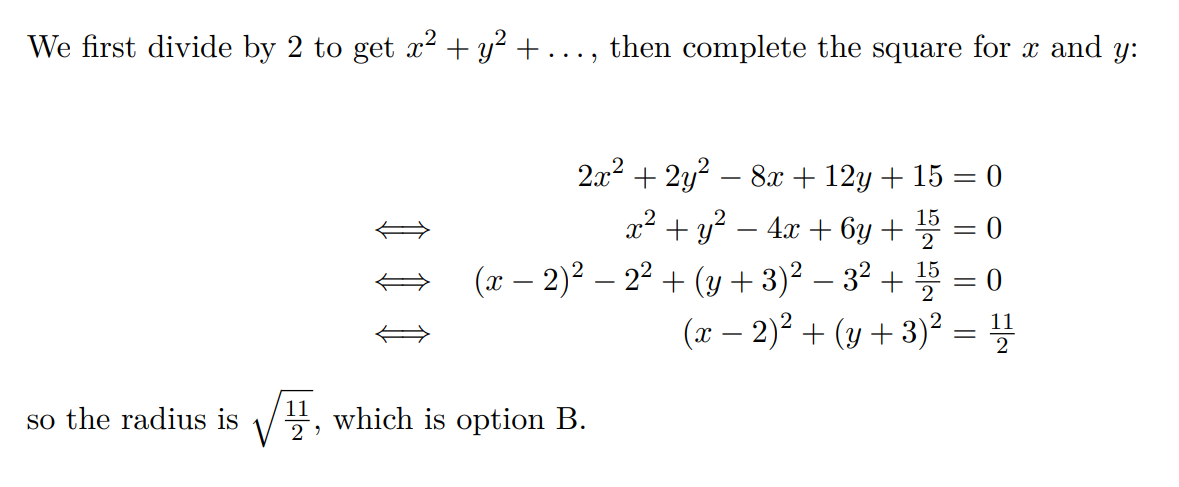 We first divide by 2 to get $x^2 + y^2 + \ldots$, then complete the square for $x$ and $y$:
$2x^2 + 2y^2 - 8x + 12y + 15 = 0$
$\iff x^2 + y^2 - 4x + 6y + \frac{15}{2} = 0$
$\iff (x - 2)^2 - 2^2 + (y + 3)^2 - 3^2 + \frac{15}{2} = 0$
$\iff (x - 2)^2 + (y + 3)^2 = \frac{11}{2}$
so the radius is $\sqrt{\frac{11}{2}}$, which is option B.